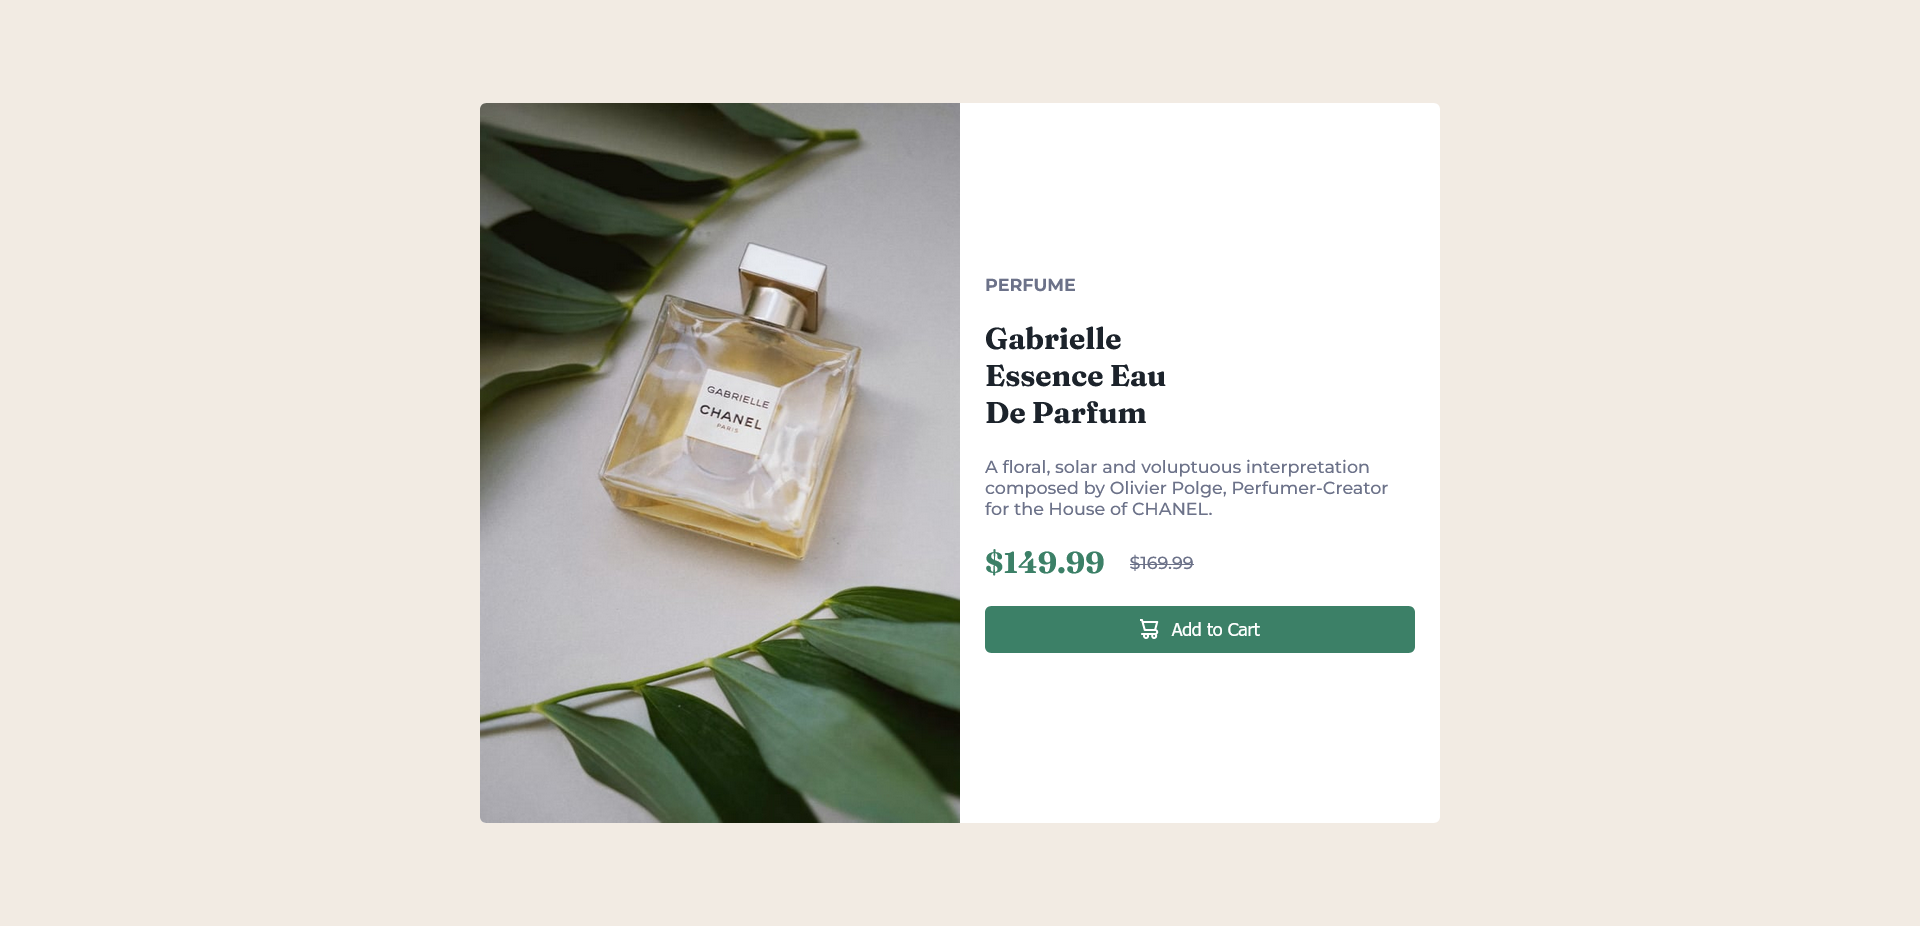 GABRIELLE
CHANEL
PARIS
PERFUME
Gabrielle
Essence Eau
De Parfum
A floral, solar and voluptuous interpretation
composed by Olivier Polge, Perfumer-Creator
for the House of CHANEL.
$149.99 $169.99
Add to Cart